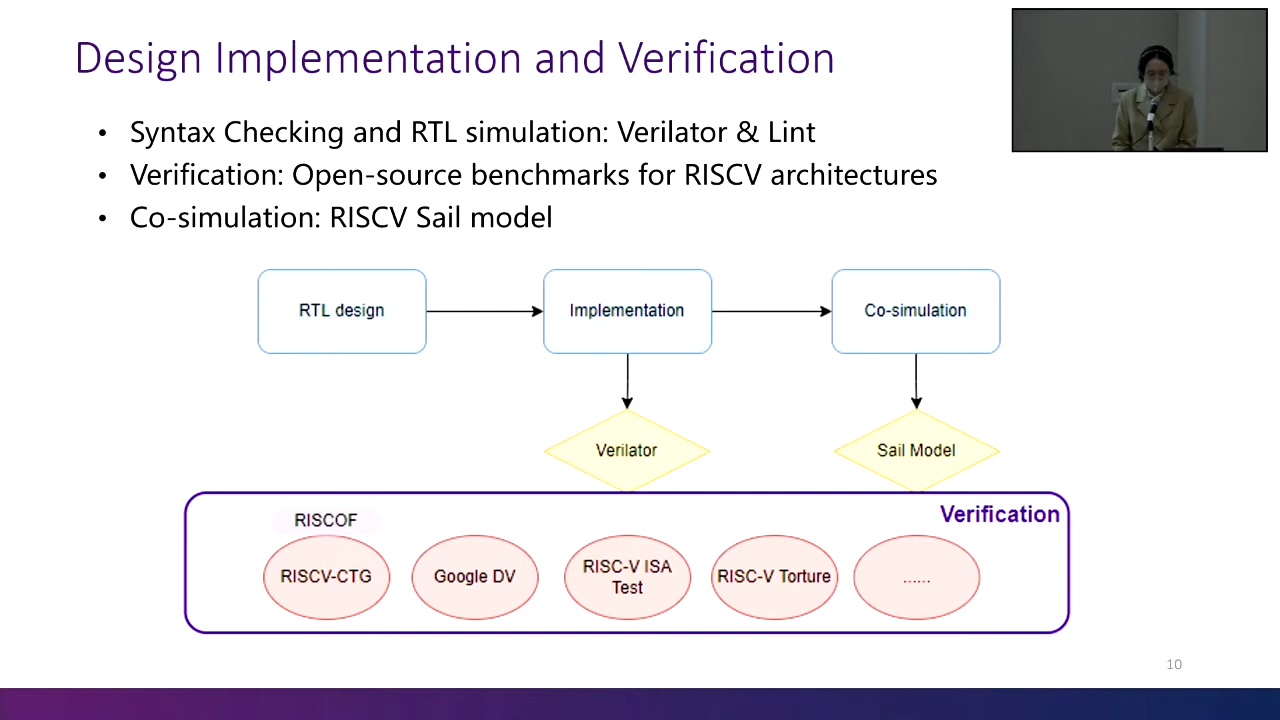 Design Implementation and Verification
• Syntax Checking and RTL simulation: Verilator & Lint
• Verification: Open-source benchmarks for RISCV architectures
• Co-simulation: RISCV Sail model
RTL design
Implementation
Co-simulation
Verilator
Sail Model
Verification
RISCOF
RISCV-CTG
Google DV
RISC-V ISA
Test
RISC-V Torture
......
10